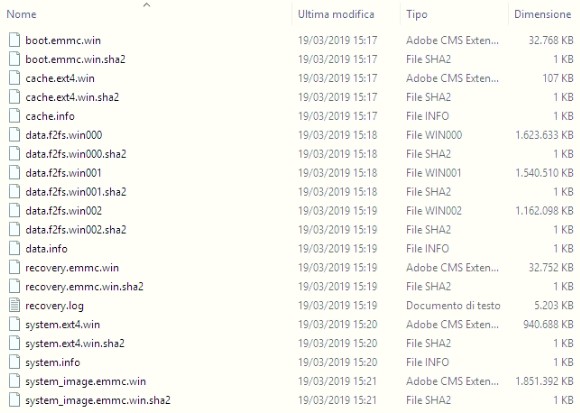 Nome Ultima modifica Tipo Dimensione
boot.emmc.win 19/03/2019 15:17 Adobe CMS Exten... 32.768 KB
boot.emmc.win.sha2 19/03/2019 15:17 File SHA2 1 KB
cache.ext4.win 19/03/2019 15:17 Adobe CMS Exten... 107 KB
cache.ext4.win.sha2 19/03/2019 15:17 File SHA2 1 KB
cache.info 19/03/2019 15:17 File INFO 1 KB
data.f2fs.win000 19/03/2019 15:18 File WIN000 1.623.633 KB
data.f2fs.win000.sha2 19/03/2019 15:18 File SHA2 1 KB
data.f2fs.win001 19/03/2019 15:18 File WIN001 1.540.510 KB
data.f2fs.win001.sha2 19/03/2019 15:18 File SHA2 1 KB
data.f2fs.win002 19/03/2019 15:19 File WIN002 1.162.098 KB
data.f2fs.win002.sha2 19/03/2019 15:19 File SHA2 1 KB
data.info 19/03/2019 15:19 File INFO 1 KB
recovery.emmc.win 19/03/2019 15:19 Adobe CMS Exten... 32.752 KB
recovery.emmc.win.sha2 19/03/2019 15:19 File SHA2 1 KB
recovery.log 19/03/2019 15:19 Documento di testo 5.203 KB
system.ext4.win 19/03/2019 15:20 Adobe CMS Exten... 940.688 KB
system.ext4.win.sha2 19/03/2019 15:20 File SHA2 1 KB
system.info 19/03/2019 15:20 File INFO 1 KB
system_image.emmc.win 19/03/2019 15:21 Adobe CMS Exten... 1.851.392 KB
system_image.emmc.win.sha2 19/03/2019 15:21 File SHA2 1 KB